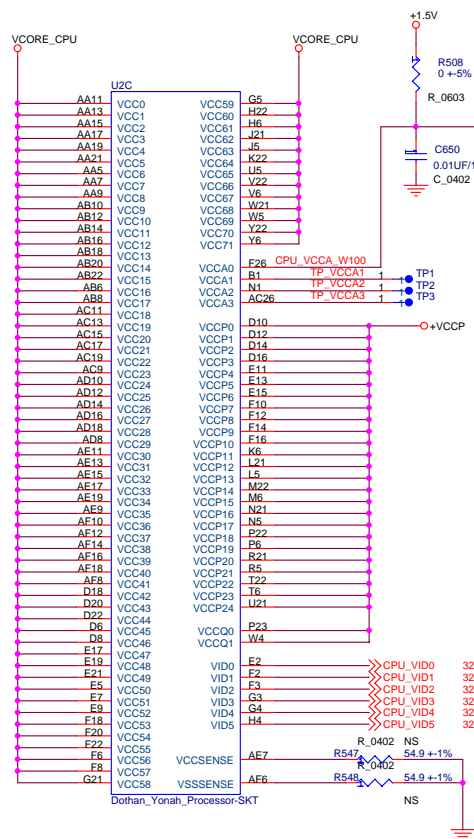 +1.5V
VCORE_CPU
VCORE_CPU
R508
0 +-5%
R_0603
C650
0.01UF/1
C_0402
U2C
AA11 VCC0 VCC59 G5
AA13 VCC1 VCC60 H22
AA15 VCC2 VCC61 H6
AA17 VCC3 VCC62 J21
AA19 VCC4 VCC63 J5
AA21 VCC5 VCC64 K22
AA5 VCC6 VCC65 U5
AA7 VCC7 VCC66 V22
AA9 VCC8 VCC67 V6
AB10 VCC9 VCC68 W21
AB12 VCC10 VCC69 W5
AB14 VCC11 VCC70 Y22
AB16 VCC12 VCC71 Y6
AB18 VCC13
AB20 VCC14 VCCA0 F26 CPU_VCCA_W100
AB22 VCC15 VCCA1 B1 TP_VCCA1 1 TP1
AB6 VCC16 VCCA2 N1 TP_VCCA2 1 TP2
AB8 VCC17 VCCA3 AC26 TP_VCCA3 1 TP3
AC11 VCC18
AC13 VCC19 VCCP0 D10 +VCCP
AC15 VCC20 VCCP1 D12
AC17 VCC21 VCCP2 D14
AC19 VCC22 VCCP3 D16
AC9 VCC23 VCCP4 E11
AD10 VCC24 VCCP5 E13
AD12 VCC25 VCCP6 E15
AD14 VCC26 VCCP7 F10
AD16 VCC27 VCCP8 F12
AD18 VCC28 VCCP9 F14
AD8 VCC29 VCCP10 F16
AE11 VCC30 VCCP11 K6
AE13 VCC31 VCCP12 L21
AE15 VCC32 VCCP13 L5
AE17 VCC33 VCCP14 M22
AE19 VCC34 VCCP15 M6
AE9 VCC35 VCCP16 N21
AF10 VCC36 VCCP17 N5
AF12 VCC37 VCCP18 P22
AF14 VCC38 VCCP19 P6
AF16 VCC39 VCCP20 R21
AF18 VCC40 VCCP21 R5
AF8 VCC41 VCCP22 T22
D18 VCC42 VCCP23 T6
D20 VCC43 VCCP24 U21
D22 VCC44
D6 VCC45 VCCQ0 P23
D8 VCC46 VCCQ1 W4
E17 VCC47
E19 VCC48 VID0 E2 CPU_VID0 32
E21 VCC49 VID1 F2 CPU_VID1 32
E5 VCC50 VID2 F3 CPU_VID2 32
E7 VCC51 VID3 G3 CPU_VID3 32
E9 VCC52 VID4 G4 CPU_VID4 32
F18 VCC53 VID5 H4 CPU_VID5 32
F20 VCC54
F22 VCC55 R_0402 NS
F6 VCC56 VCCSENSE AE7 R547 54.9 +-1%
F8 VCC57 R_0402
G21 VCC58 VSSSENSE AF6 R548 54.9 +-1%
Dothan_Yonah_Processor-SKT NS